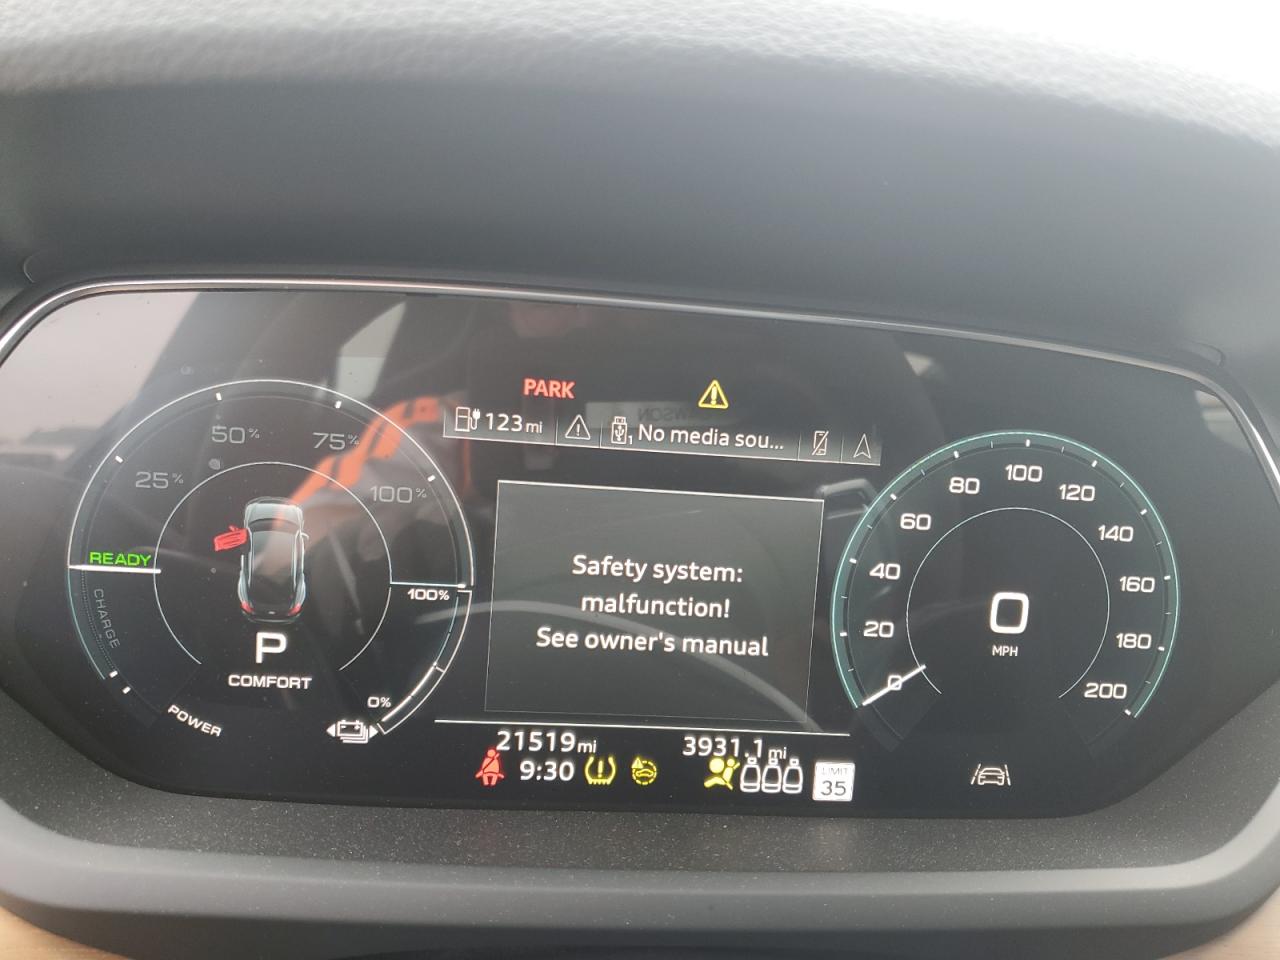 PARK
123 mi
1 No media sou...
50%
75%
25%
100%
READY
CHARGE
100%
P
COMFORT
0%
POWER
Safety system:
malfunction!
See owner's manual
80
100
120
60
140
40
160
20
180
0
200
0
MPH
21519 mi
3931.1 mi
9:30
LIMIT
35